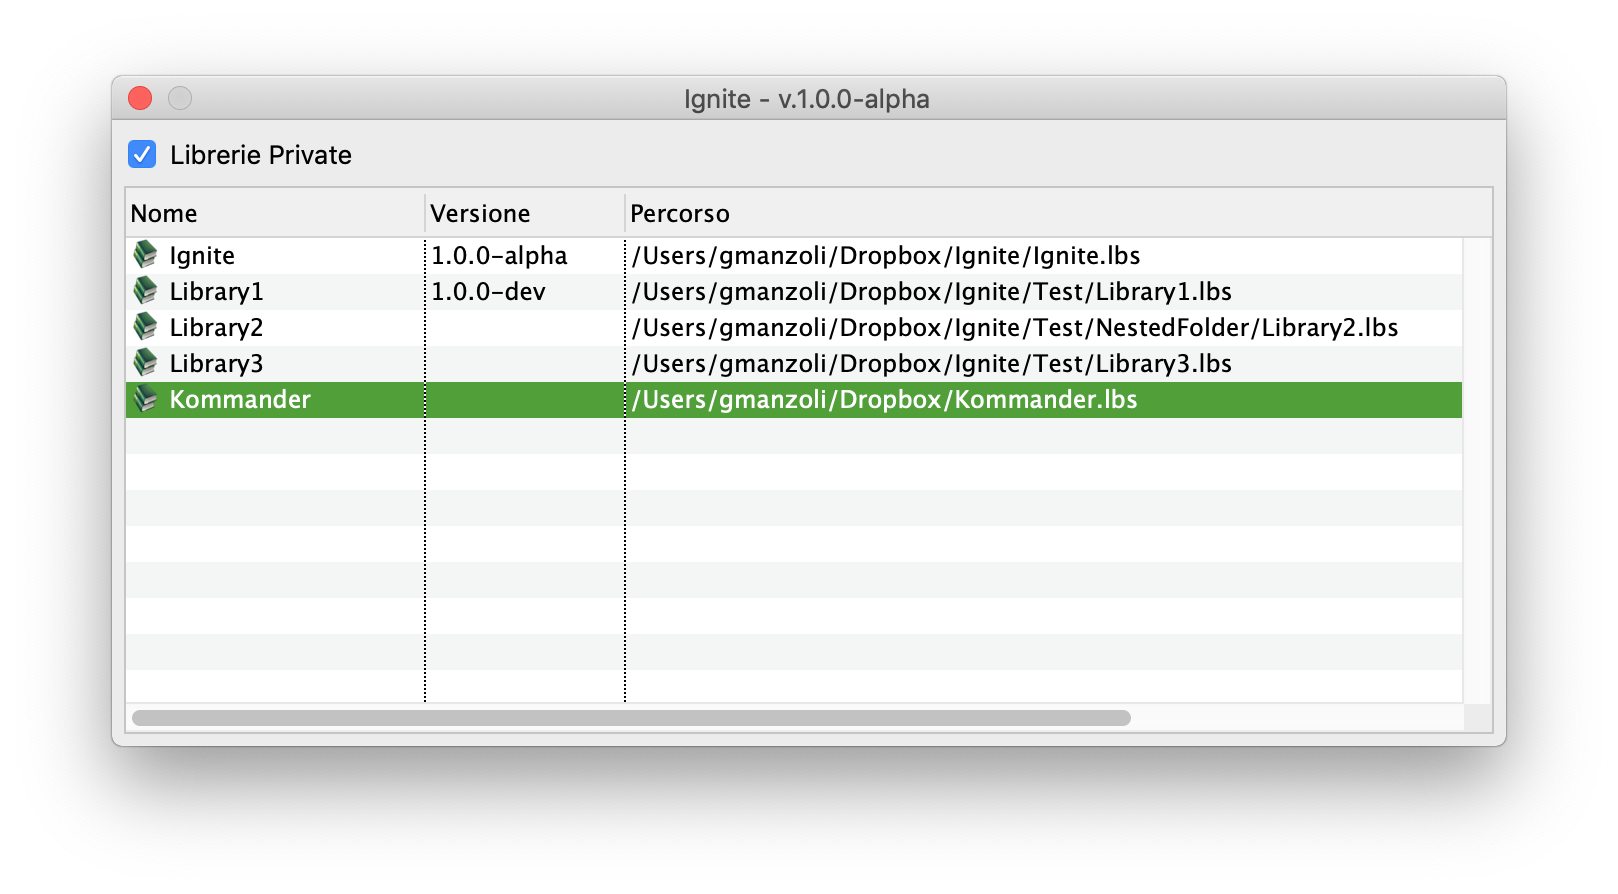 Ignite - v.1.0.0-alpha
Librerie Private
Nome Versione Percorso
Ignite 1.0.0-alpha /Users/gmanzoli/Dropbox/Ignite/Ignite.lbs
Library1 1.0.0-dev /Users/gmanzoli/Dropbox/Ignite/Test/Library1.lbs
Library2 /Users/gmanzoli/Dropbox/Ignite/Test/NestedFolder/Library2.lbs
Library3 /Users/gmanzoli/Dropbox/Ignite/Test/Library3.lbs
Kommander /Users/gmanzoli/Dropbox/Kommander.lbs